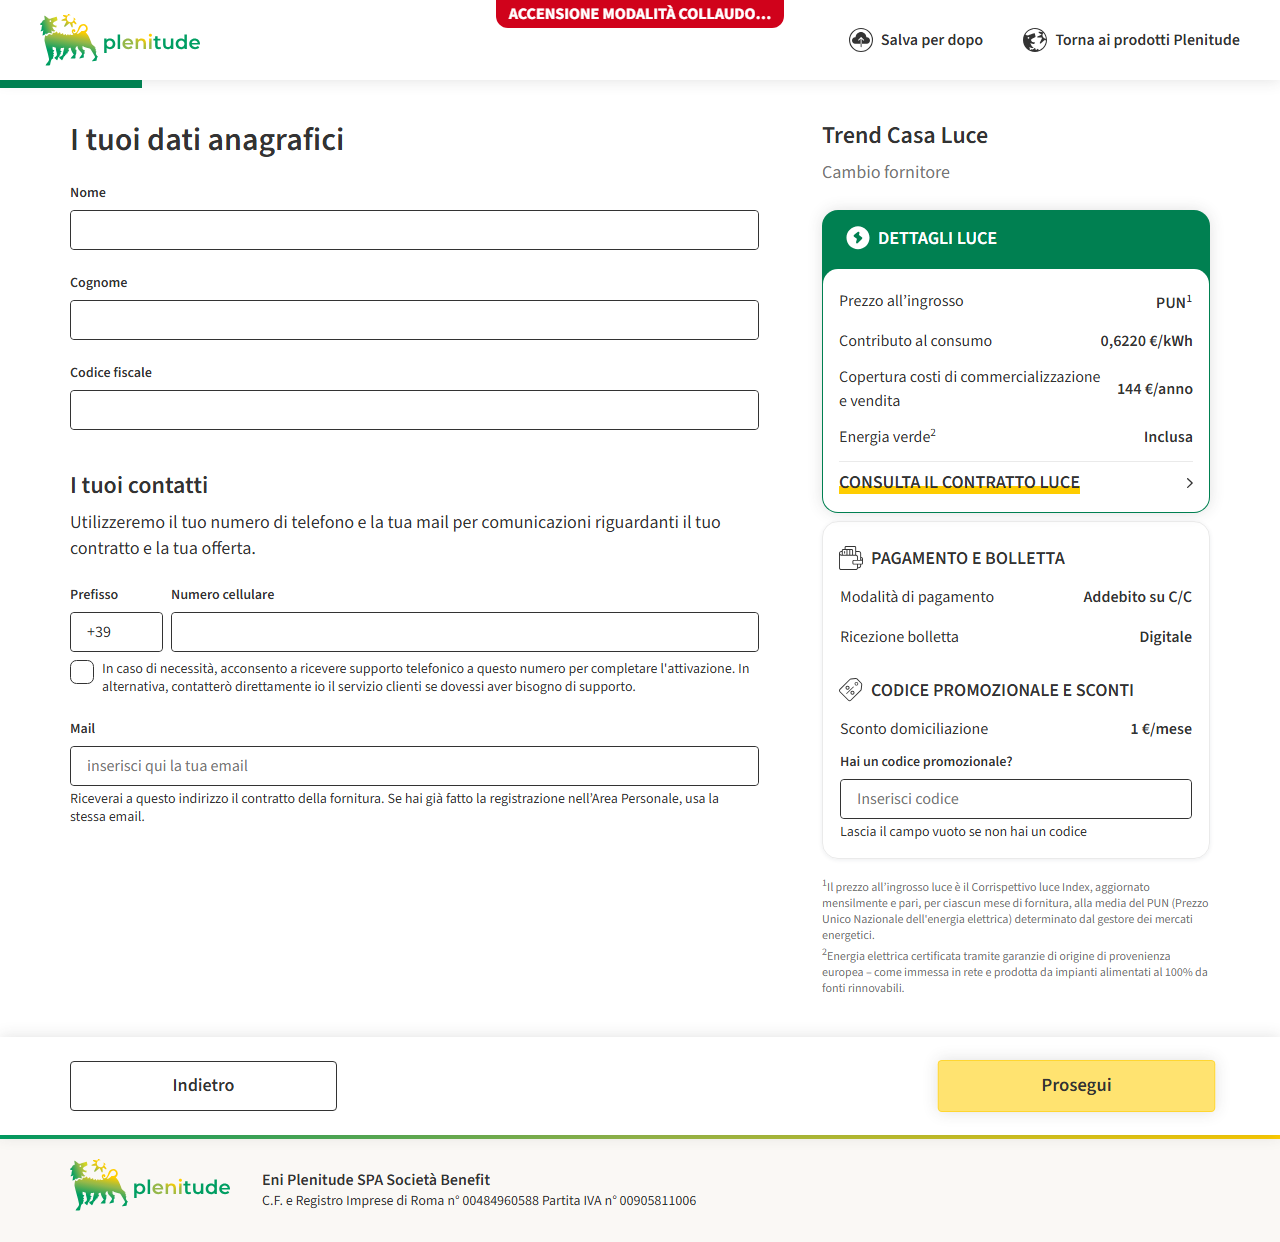 ACCENSIONE MODALITÀ COLLAUDO...
plenitude
Salva per dopo
Torna ai prodotti Plenitude
I tuoi dati anagrafici
Nome
Cognome
Codice fiscale
I tuoi contatti
Utilizzeremo il tuo numero di telefono e la tua mail per comunicazioni riguardanti il tuo
contratto e la tua offerta.
Prefisso
Numero cellulare
+39
In caso di necessità, acconsento a ricevere supporto telefonico a questo numero per completare l'attivazione. In
alternativa, contatterò direttamente io il servizio clienti se dovessi aver bisogno di supporto.
Mail
inserisci qui la tua email
Riceverai a questo indirizzo il contratto della fornitura. Se hai già fatto la registrazione nell'Area Personale, usa la
stessa email.
Trend Casa Luce
Cambio fornitore
DETTAGLI LUCE
Prezzo all'ingrosso
PUN¹
Contributo al consumo
0,6220 €/kWh
Copertura costi di commercializzazione
e vendita
144 €/anno
Energia verde²
Inclusa
CONSULTA IL CONTRATTO LUCE
PAGAMENTO E BOLLETTA
Modalità di pagamento
Addebito su C/C
Ricezione bolletta
Digitale
CODICE PROMOZIONALE E SCONTI
Sconto domiciliazione
1 €/mese
Hai un codice promozionale?
Inserisci codice
Lascia il campo vuoto se non hai un codice
¹Il prezzo all'ingrosso luce è il Corrispettivo luce Index, aggiornato
mensilmente e pari, per ciascun mese di fornitura, alla media del PUN (Prezzo
Unico Nazionale dell'energia elettrica) determinato dal gestore dei mercati
energetici.
²Energia elettrica certificata tramite garanzie di origine di provenienza
europea – come immessa in rete e prodotta da impianti alimentati al 100% da
fonti rinnovabili.
Indietro
Prosegui
plenitude
Eni Plenitude SPA Società Benefit
C.F. e Registro Imprese di Roma n° 00484960588 Partita IVA n° 00905811006